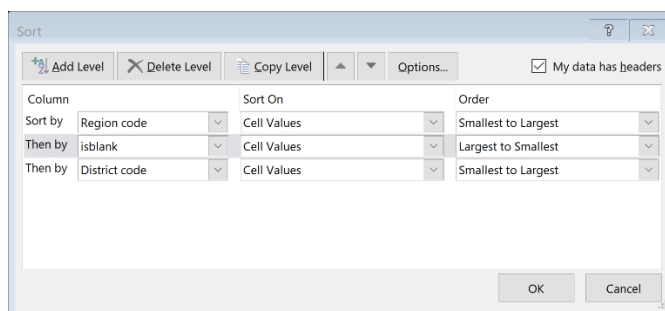 Sort
Add Level Delete Level Copy Level Options... My data has headers
Column Sort On Order
Sort by Region code Cell Values Smallest to Largest
Then by isblank Cell Values Largest to Smallest
Then by District code Cell Values Smallest to Largest
OK Cancel